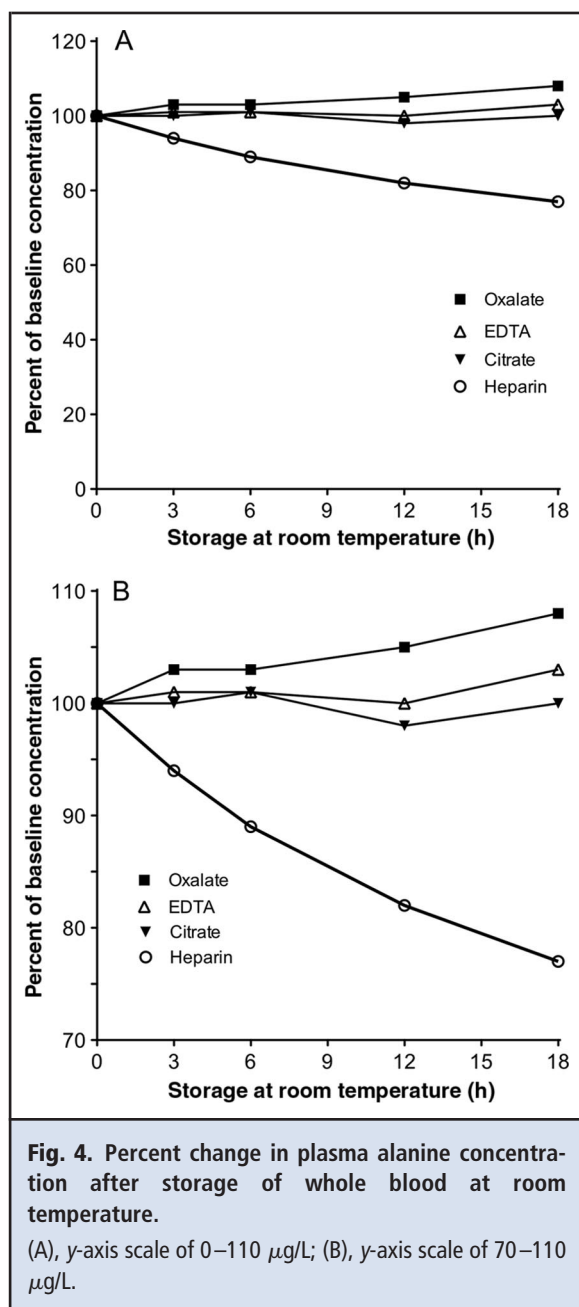 A
120
100
80
60
40
20
0
Percent of baseline concentration
Oxalate
EDTA
Citrate
Heparin
0 3 6 9 12 15 18
Storage at room temperature (h)
B
110
100
90
80
70
Percent of baseline concentration
Oxalate
EDTA
Citrate
Heparin
0 3 6 9 12 15 18
Storage at room temperature (h)
Fig. 4. Percent change in plasma alanine concentra-
tion after storage of whole blood at room
temperature.
(A), y-axis scale of 0–110 μg/L; (B), y-axis scale of 70–110
μg/L.